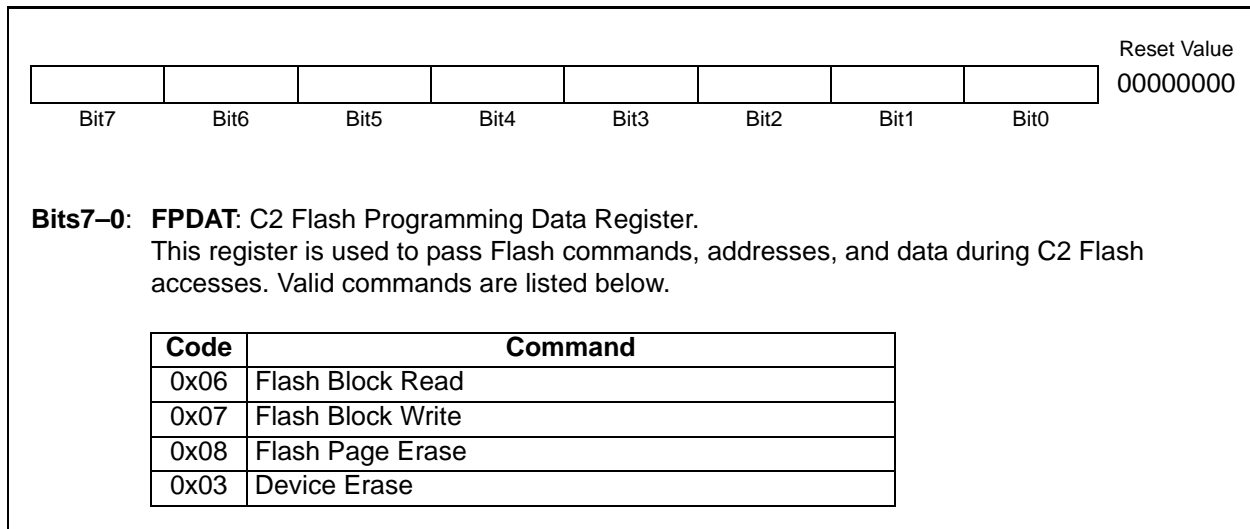 Reset Value
00000000
Bit7 Bit6 Bit5 Bit4 Bit3 Bit2 Bit1 Bit0
Bits7–0: FPDAT: C2 Flash Programming Data Register.
This register is used to pass Flash commands, addresses, and data during C2 Flash
accesses. Valid commands are listed below.
Code Command
0x06 Flash Block Read
0x07 Flash Block Write
0x08 Flash Page Erase
0x03 Device Erase